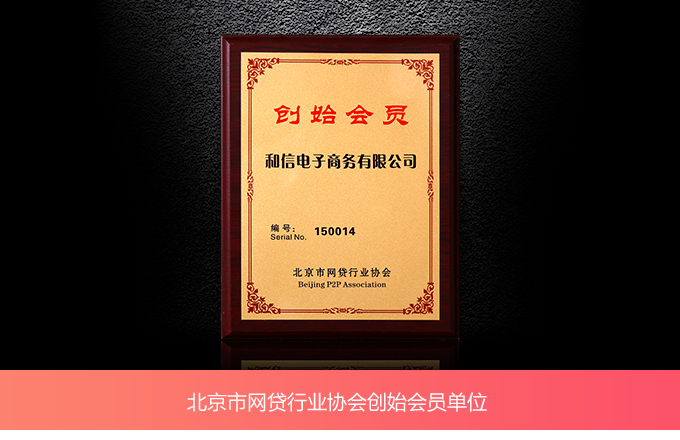 创始会员
和信电子商务有限公司
编号：
Serial No. 150014
北京市网贷行业协会
Beijing P2P Association
北京市网贷行业协会创始会员单位